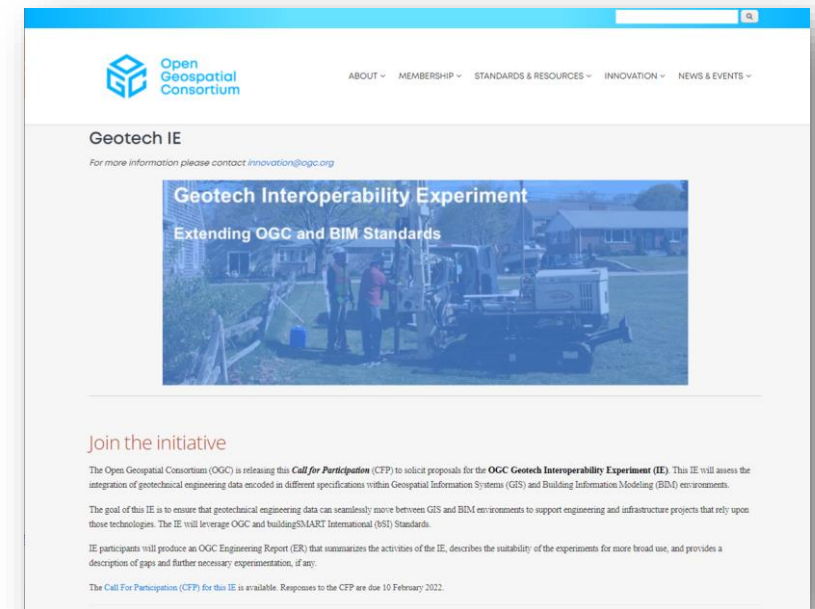 Open
Geospatial
Consortium
ABOUT MEMBERSHIP STANDARDS & RESOURCES INNOVATION NEWS & EVENTS
Geotech IE
For more information please contact innovation@ogc.org
Geotech Interoperability Experiment
Extending OGC and BIM Standards
Join the initiative
The Open Geospatial Consortium (OGC) is releasing this Call for Participation (CFP) to solicit proposals for the OGC Geotech Interoperability Experiment (IE). This IE will assess the
integration of geotechnical engineering data encoded in different specifications within Geospatial Information Systems (GIS) and Building Information Modeling (BIM) environments.
The goal of this IE is to ensure that geotechnical engineering data can seamlessly move between GIS and BIM environments to support engineering and infrastructure projects that rely upon
those technologies. The IE will leverage OGC and buildingSMART International (bSI) Standards.
IE participants will produce an OGC Engineering Report (ER) that summarizes the activities of the IE, describes the suitability of the experiments for more broad use, and provides a
description of gaps and further necessary experimentation, if any.
The Call For Participation (CFP) for this IE is available. Responses to the CFP are due 10 February 2022.